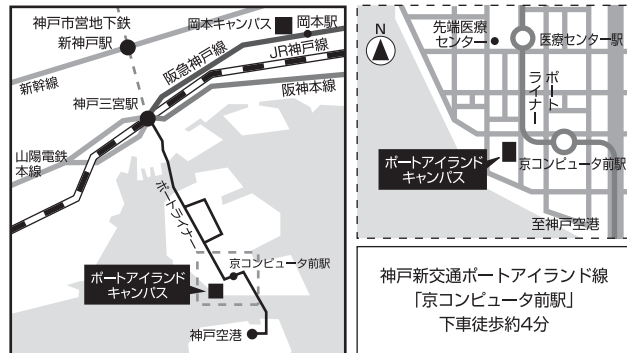 神戸市営地下鉄
新神戸駅
岡本キャンパス
岡本駅
阪急神戸線
JR神戸線
新幹線
阪神本線
神戸三宮駅
山陽電鉄
本線
ポートライナー
京コンピュータ前駅
ポートアイランド
キャンパス
神戸空港
N
先端医療
センター
医療センター駅
ポート
ライナー
ポートアイランド
キャンパス
京コンピュータ前駅
至神戸空港
神戸新交通ポートアイランド線
「京コンピュータ前駅」
下車徒歩約4分